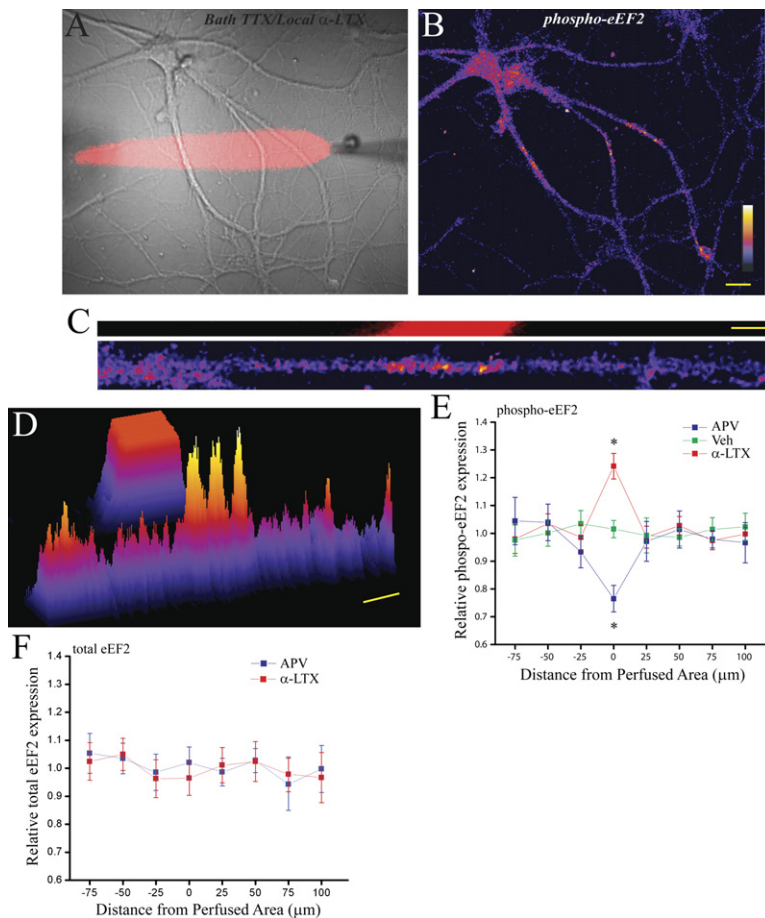 A
Bath TTX/Local α-LTX
B
phospho-eEF2
C
D
E
phospho-eEF2
APV
Veh
α-LTX
*
*
Relative phospo-eEF2 expression
1.4
1.3
1.2
1.1
1.0
0.9
0.8
0.7
0.6
-75 -50 -25 0 25 50 75 100
Distance from Perfused Area (μm)
F
total eEF2
APV
α-LTX
Relative total eEF2 expression
1.4
1.3
1.2
1.1
1.0
0.9
0.8
0.7
0.6
-75 -50 -25 0 25 50 75 100
Distance from Perfused Area (μm)